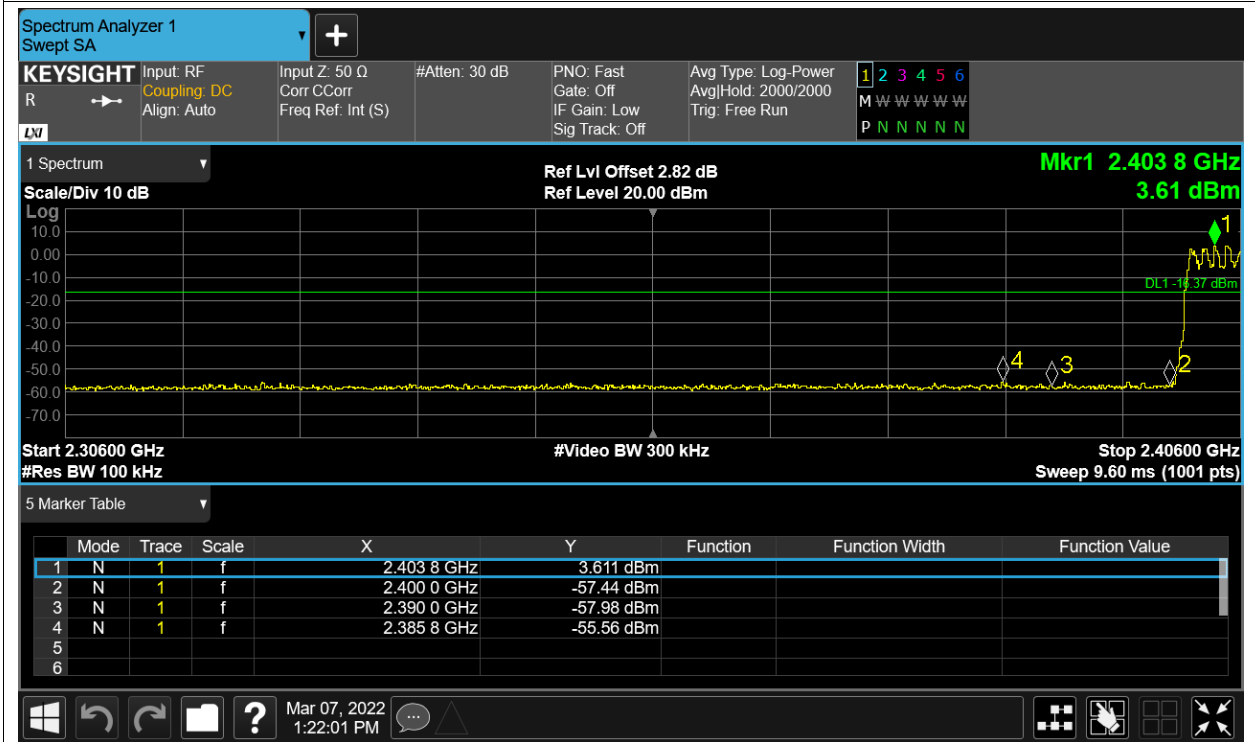 Spectrum Analyzer 1
Swept SA
+
KEYSIGHT Input: RF Input Z: 50 Ω #Atten: 30 dB PNO: Fast Avg Type: Log-Power 1 2 3 4 5 6
R Coupling: DC Corr CCorr Gate: Off Avg|Hold: 2000/2000 M W W W W W
Align: Auto Freq Ref: Int (S) IF Gain: Low Trig: Free Run
LXI Sig Track: Off P N N N N N
1 Spectrum Ref Lvl Offset 2.82 dB Mkr1 2.403 8 GHz
Scale/Div 10 dB Ref Level 20.00 dBm 3.61 dBm
Log
1
10.0
0.00
-10.0
DL1 -16.37 dBm
-20.0
-30.0
-40.0
4 3 2
-50.0
-60.0
-70.0
Start 2.30600 GHz #Video BW 300 kHz Stop 2.40600 GHz
#Res BW 100 kHz Sweep 9.60 ms (1001 pts)
5 Marker Table
Mode Trace Scale X Y Function Function Width Function Value
1 N 1 f 2.403 8 GHz 3.611 dBm
2 N 1 f 2.400 0 GHz -57.44 dBm
3 N 1 f 2.390 0 GHz -57.98 dBm
4 N 1 f 2.385 8 GHz -55.56 dBm
5
6
? Mar 07, 2022
1:22:01 PM